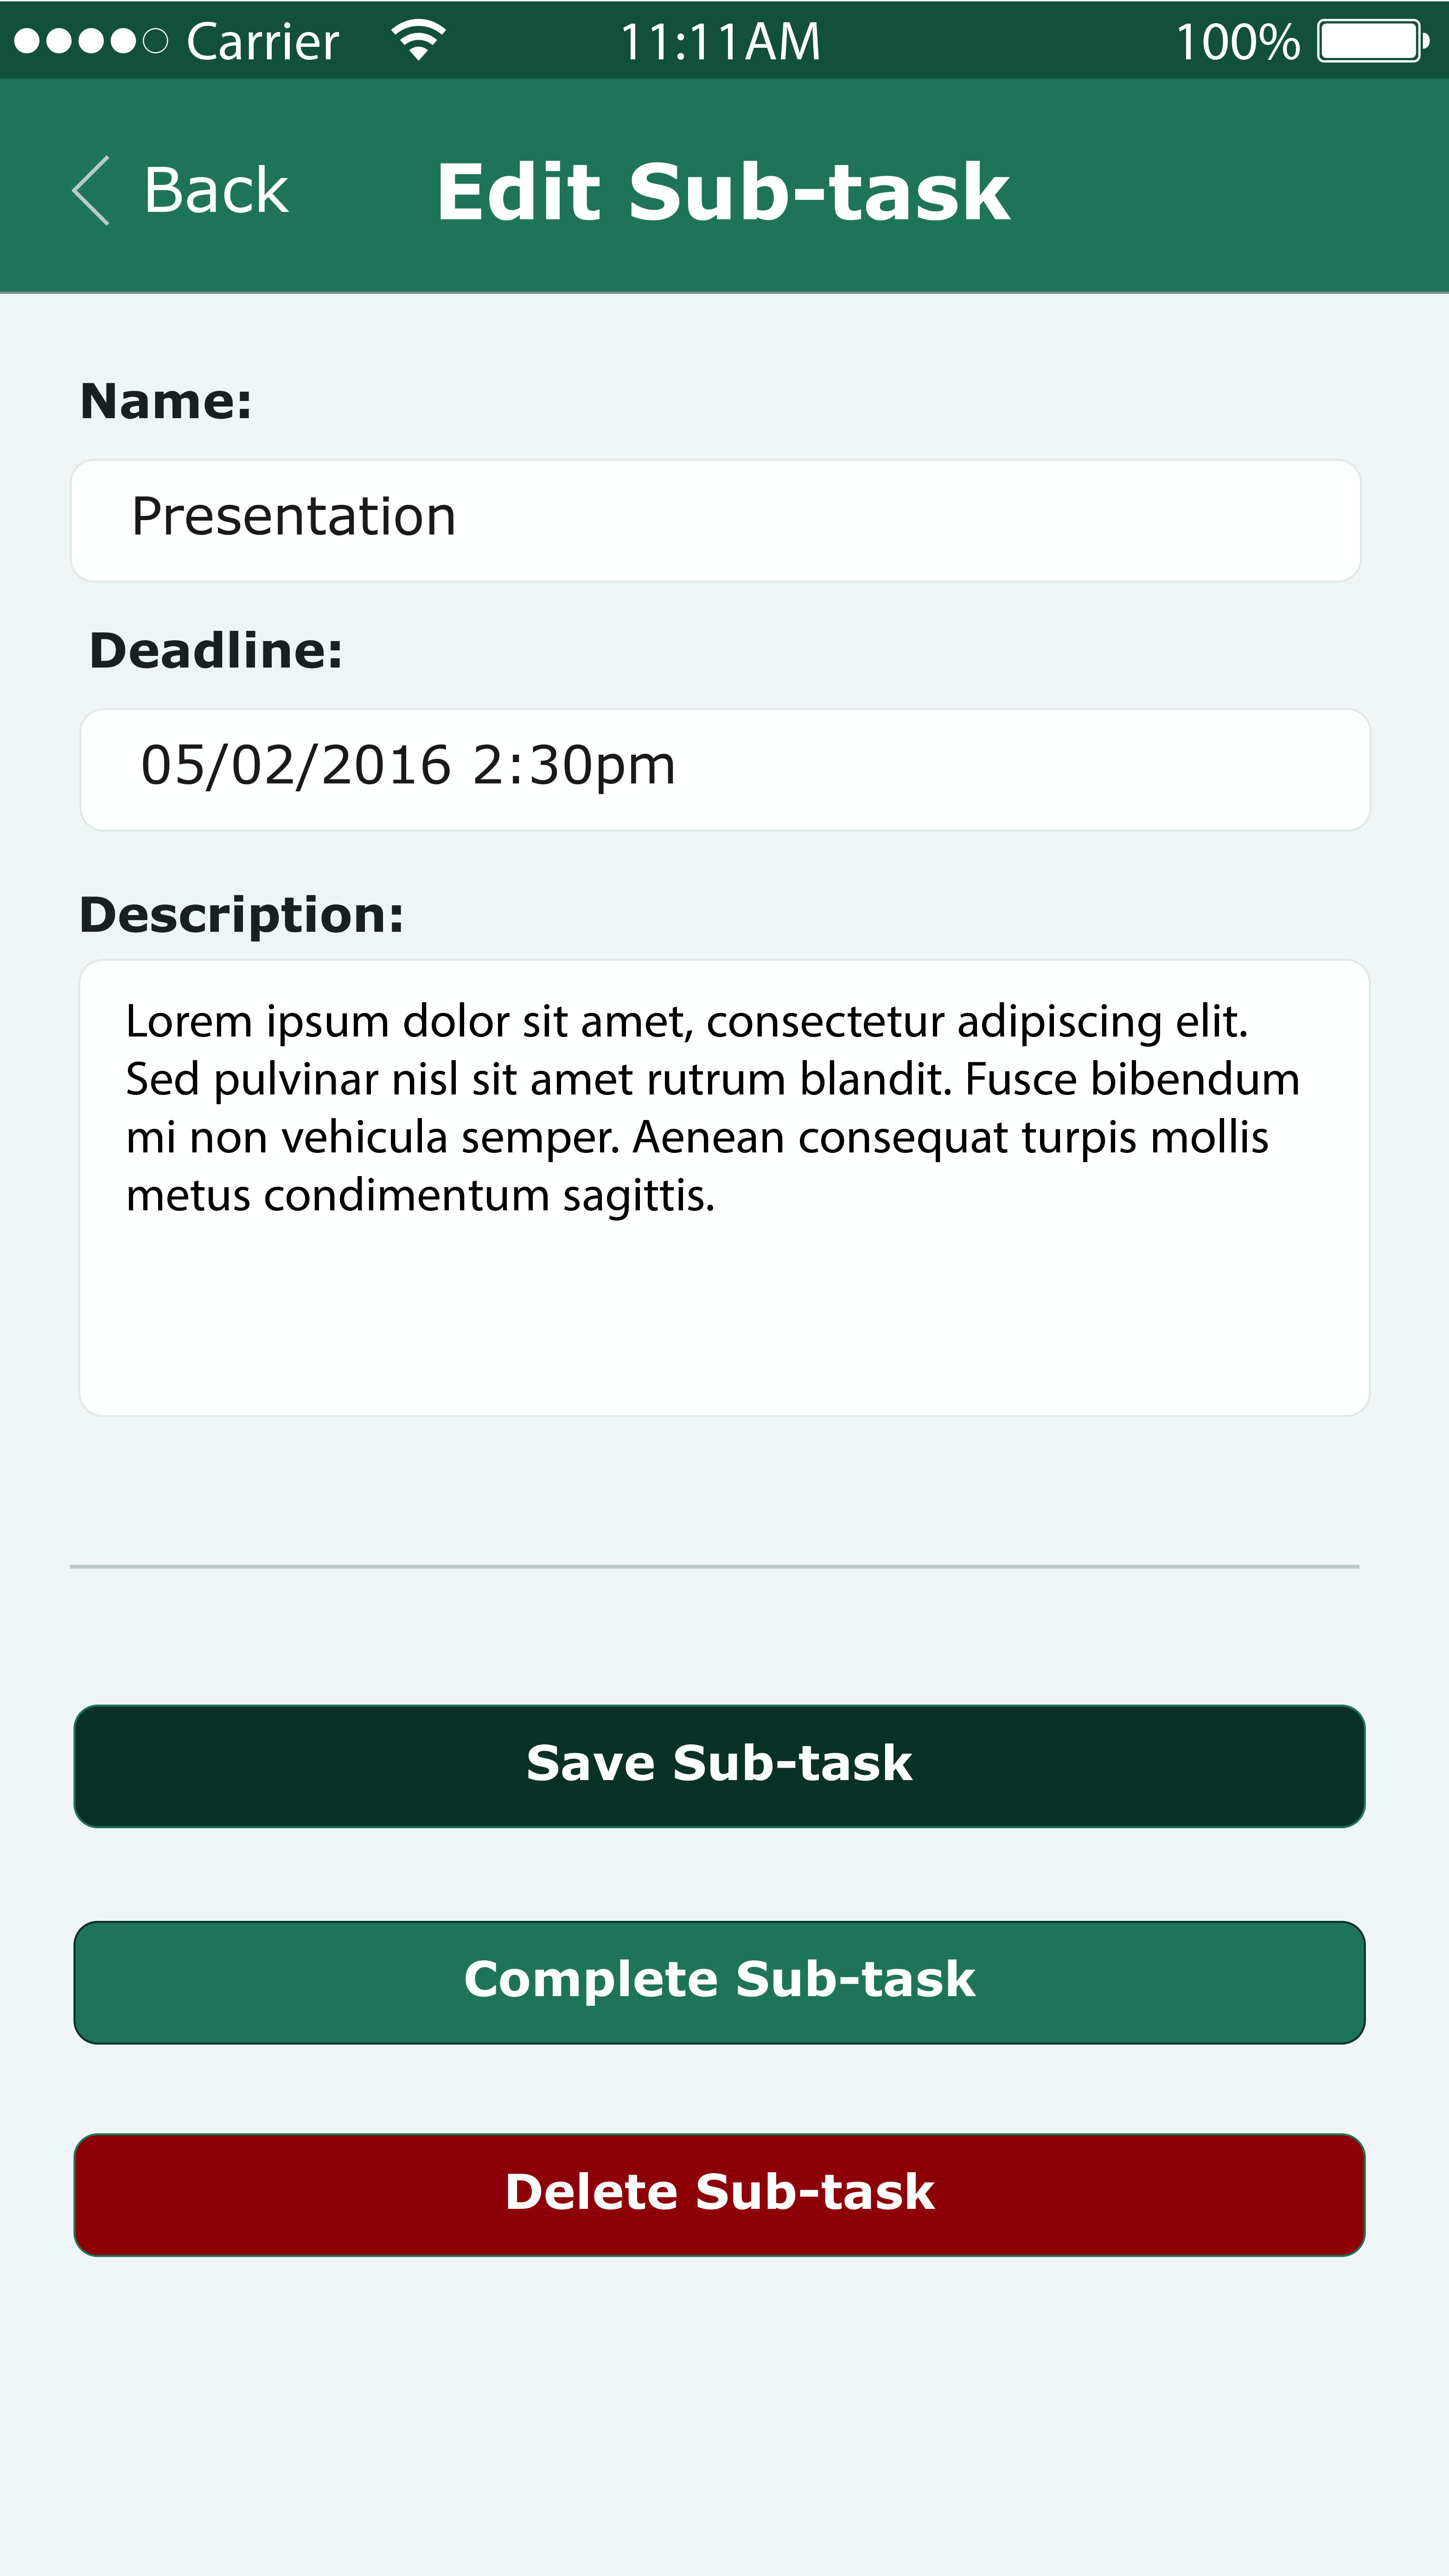 Carrier 11:11AM 100%
Back Edit Sub-task
Name:
Presentation
Deadline:
05/02/2016 2:30pm
Description:
Lorem ipsum dolor sit amet, consectetur adipiscing elit.
Sed pulvinar nisl sit amet rutrum blandit. Fusce bibendum
mi non vehicula semper. Aenean consequat turpis mollis
metus condimentum sagittis.
Save Sub-task
Complete Sub-task
Delete Sub-task